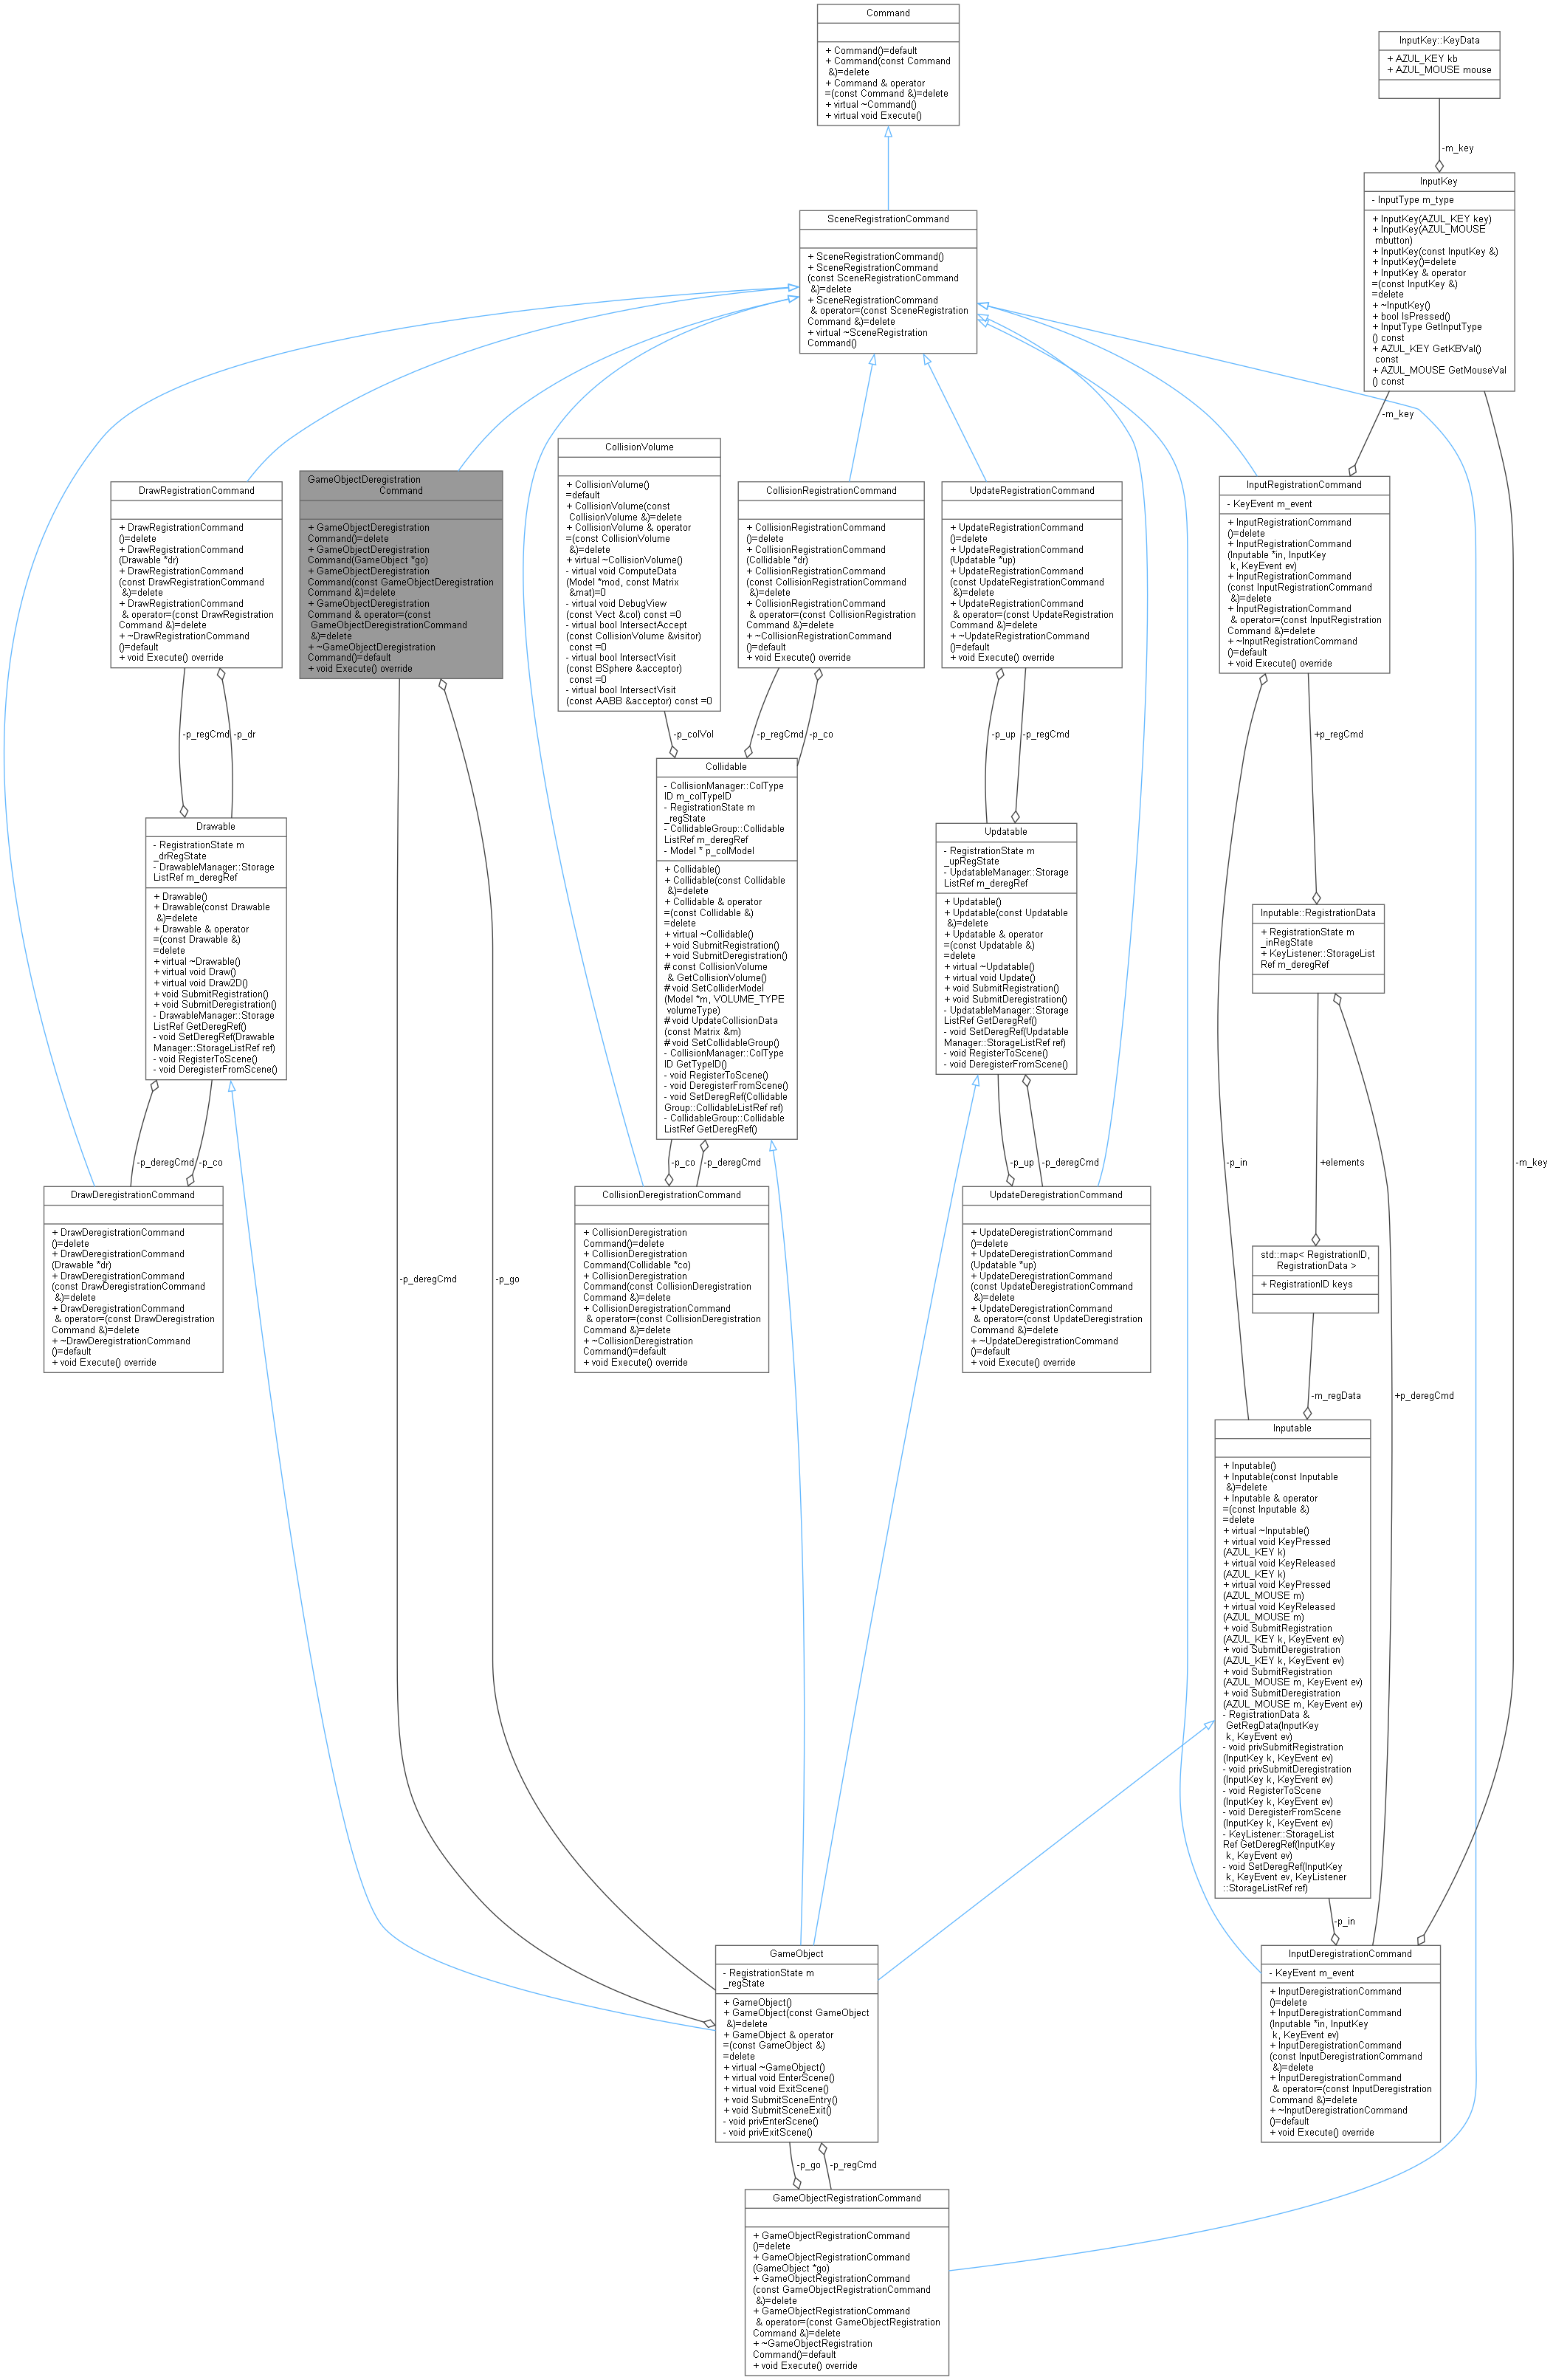 Command
+ Command()=default
+ Command(const Command
&)=delete
+ Command & operator
=(const Command &)=delete
+ virtual ~Command()
+ virtual void Execute()
InputKey::KeyData
+ AZUL_KEY kb
+ AZUL_MOUSE mouse
-m_key
InputKey
- InputType m_type
+ InputKey(AZUL_KEY key)
+ InputKey(AZUL_MOUSE
mbutton)
+ InputKey(const InputKey &)
+ InputKey()=delete
+ InputKey & operator
=(const InputKey &)
=delete
+ ~InputKey()
+ bool IsPressed()
+ InputType GetInputType
() const
+ AZUL_KEY GetKBVal()
const
+ AZUL_MOUSE GetMouseVal
() const
SceneRegistrationCommand
+ SceneRegistrationCommand()
+ SceneRegistrationCommand
(const SceneRegistrationCommand
&)=delete
+ SceneRegistrationCommand
& operator=(const SceneRegistration
Command &)=delete
+ virtual ~SceneRegistration
Command()
-m_key
DrawRegistrationCommand
+ DrawRegistrationCommand
()=delete
+ DrawRegistrationCommand
(Drawable *dr)
+ DrawRegistrationCommand
(const DrawRegistrationCommand
&)=delete
+ DrawRegistrationCommand
& operator=(const DrawRegistration
Command &)=delete
+ ~DrawRegistrationCommand
()=default
+ void Execute() override
GameObjectDeregistration
Command
+ GameObjectDeregistration
Command()=delete
+ GameObjectDeregistration
Command(GameObject *go)
+ GameObjectDeregistration
Command(const GameObjectDeregistration
Command &)=delete
+ GameObjectDeregistration
Command & operator=(const
GameObjectDeregistrationCommand
&)=delete
+ ~GameObjectDeregistration
Command()=default
+ void Execute() override
CollisionVolume
+ CollisionVolume()
=default
+ CollisionVolume(const
CollisionVolume &)=delete
+ CollisionVolume & operator
=(const CollisionVolume
&)=delete
+ virtual ~CollisionVolume()
- virtual void ComputeData
(Model *mod, const Matrix
&mat)=0
- virtual void DebugView
(const Vect &col) const =0
- virtual bool IntersectAccept
(const CollisionVolume &visitor)
const =0
- virtual bool IntersectVisit
(const BSphere &acceptor)
const =0
- virtual bool IntersectVisit
(const AABB &acceptor) const =0
CollisionRegistrationCommand
+ CollisionRegistrationCommand
()=delete
+ CollisionRegistrationCommand
(Collidable *dr)
+ CollisionRegistrationCommand
(const CollisionRegistrationCommand
&)=delete
+ CollisionRegistrationCommand
& operator=(const CollisionRegistration
Command &)=delete
+ ~CollisionRegistrationCommand
()=default
+ void Execute() override
UpdateRegistrationCommand
+ UpdateRegistrationCommand
()=delete
+ UpdateRegistrationCommand
(Updatable *up)
+ UpdateRegistrationCommand
(const UpdateRegistrationCommand
&)=delete
+ UpdateRegistrationCommand
& operator=(const UpdateRegistration
Command &)=delete
+ ~UpdateRegistrationCommand
()=default
+ void Execute() override
InputRegistrationCommand
- KeyEvent m_event
+ InputRegistrationCommand
()=delete
+ InputRegistrationCommand
(Inputable *in, InputKey
k, KeyEvent ev)
+ InputRegistrationCommand
(const InputRegistrationCommand
&)=delete
+ InputRegistrationCommand
& operator=(const InputRegistration
Command &)=delete
+ ~InputRegistrationCommand
()=default
+ void Execute() override
-p_regCmd
-p_dr
-p_colVol
-p_regCmd
-p_co
-p_up
-p_regCmd
+p_regCmd
Drawable
- RegistrationState m
_drRegState
- DrawableManager::Storage
ListRef m_deregRef
+ Drawable()
+ Drawable(const Drawable
&)=delete
+ Drawable & operator
=(const Drawable &)
=delete
+ virtual ~Drawable()
+ virtual void Draw()
+ virtual void Draw2D()
+ void SubmitRegistration()
+ void SubmitDeregistration()
- DrawableManager::Storage
ListRef GetDeregRef()
- void SetDeregRef(Drawable
Manager::StorageListRef ref)
- void RegisterToScene()
- void DeregisterFromScene()
Collidable
- CollisionManager::ColType
ID m_colTypeID
- RegistrationState m
_regState
- CollidableGroup::Collidable
ListRef m_deregRef
- Model * p_colModel
+ Collidable()
+ Collidable(const Collidable
&)=delete
+ Collidable & operator
=(const Collidable &)
=delete
+ virtual ~Collidable()
+ void SubmitRegistration()
+ void SubmitDeregistration()
# const CollisionVolume
& GetCollisionVolume()
# void SetColliderModel
(Model *m, VOLUME_TYPE
volumeType)
# void UpdateCollisionData
(const Matrix &m)
# void SetCollidableGroup()
- CollisionManager::ColType
ID GetTypeID()
- void RegisterToScene()
- void DeregisterFromScene()
- void SetDeregRef(Collidable
Group::CollidableListRef ref)
- CollidableGroup::Collidable
ListRef GetDeregRef()
Updatable
- RegistrationState m
_upRegState
- UpdatableManager::Storage
ListRef m_deregRef
+ Updatable()
+ Updatable(const Updatable
&)=delete
+ Updatable & operator
=(const Updatable &)
=delete
+ virtual ~Updatable()
+ virtual void Update()
+ void SubmitRegistration()
+ void SubmitDeregistration()
- UpdatableManager::Storage
ListRef GetDeregRef()
- void SetDeregRef(Updatable
Manager::StorageListRef ref)
- void RegisterToScene()
- void DeregisterFromScene()
Inputable::RegistrationData
+ RegistrationState m
_inRegState
+ KeyListener::StorageList
Ref m_deregRef
-p_deregCmd
-p_co
-p_co
-p_deregCmd
-p_up
-p_deregCmd
-p_in
+elements
-m_key
DrawDeregistrationCommand
+ DrawDeregistrationCommand
()=delete
+ DrawDeregistrationCommand
(Drawable *dr)
+ DrawDeregistrationCommand
(const DrawDeregistrationCommand
&)=delete
+ DrawDeregistrationCommand
& operator=(const DrawDeregistration
Command &)=delete
+ ~DrawDeregistrationCommand
()=default
+ void Execute() override
-p_deregCmd
-p_go
CollisionDeregistrationCommand
+ CollisionDeregistration
Command()=delete
+ CollisionDeregistration
Command(Collidable *co)
+ CollisionDeregistration
Command(const CollisionDeregistration
Command &)=delete
+ CollisionDeregistrationCommand
& operator=(const CollisionDeregistration
Command &)=delete
+ ~CollisionDeregistration
Command()=default
+ void Execute() override
UpdateDeregistrationCommand
+ UpdateDeregistrationCommand
()=delete
+ UpdateDeregistrationCommand
(Updatable *up)
+ UpdateDeregistrationCommand
(const UpdateDeregistrationCommand
&)=delete
+ UpdateDeregistrationCommand
& operator=(const UpdateDeregistration
Command &)=delete
+ ~UpdateDeregistrationCommand
()=default
+ void Execute() override
std::map< RegistrationID,
RegistrationData >
+ RegistrationID keys
-m_regData
+p_deregCmd
Inputable
+ Inputable()
+ Inputable(const Inputable
&)=delete
+ Inputable & operator
=(const Inputable &)
=delete
+ virtual ~Inputable()
+ virtual void KeyPressed
(AZUL_KEY k)
+ virtual void KeyReleased
(AZUL_KEY k)
+ virtual void KeyPressed
(AZUL_MOUSE m)
+ virtual void KeyReleased
(AZUL_MOUSE m)
+ void SubmitRegistration
(AZUL_KEY k, KeyEvent ev)
+ void SubmitDeregistration
(AZUL_KEY k, KeyEvent ev)
+ void SubmitRegistration
(AZUL_MOUSE m, KeyEvent ev)
+ void SubmitDeregistration
(AZUL_MOUSE m, KeyEvent ev)
- RegistrationData &
GetRegData(InputKey
k, KeyEvent ev)
- void privSubmitRegistration
(InputKey k, KeyEvent ev)
- void privSubmitDeregistration
(InputKey k, KeyEvent ev)
- void RegisterToScene
(InputKey k, KeyEvent ev)
- void DeregisterFromScene
(InputKey k, KeyEvent ev)
- KeyListener::StorageList
Ref GetDeregRef(InputKey
k, KeyEvent ev)
- void SetDeregRef(InputKey
k, KeyEvent ev, KeyListener
::StorageListRef ref)
-p_in
GameObject
- RegistrationState m
_regState
+ GameObject()
+ GameObject(const GameObject
&)=delete
+ GameObject & operator
=(const GameObject &)
=delete
+ virtual ~GameObject()
+ virtual void EnterScene()
+ virtual void ExitScene()
+ void SubmitSceneEntry()
+ void SubmitSceneExit()
- void privEnterScene()
- void privExitScene()
InputDeregistrationCommand
- KeyEvent m_event
+ InputDeregistrationCommand
()=delete
+ InputDeregistrationCommand
(Inputable *in, InputKey
k, KeyEvent ev)
+ InputDeregistrationCommand
(const InputDeregistrationCommand
&)=delete
+ InputDeregistrationCommand
& operator=(const InputDeregistration
Command &)=delete
+ ~InputDeregistrationCommand
()=default
+ void Execute() override
-p_go
-p_regCmd
GameObjectRegistrationCommand
+ GameObjectRegistrationCommand
()=delete
+ GameObjectRegistrationCommand
(GameObject *go)
+ GameObjectRegistrationCommand
(const GameObjectRegistrationCommand
&)=delete
+ GameObjectRegistrationCommand
& operator=(const GameObjectRegistration
Command &)=delete
+ ~GameObjectRegistration
Command()=default
+ void Execute() override